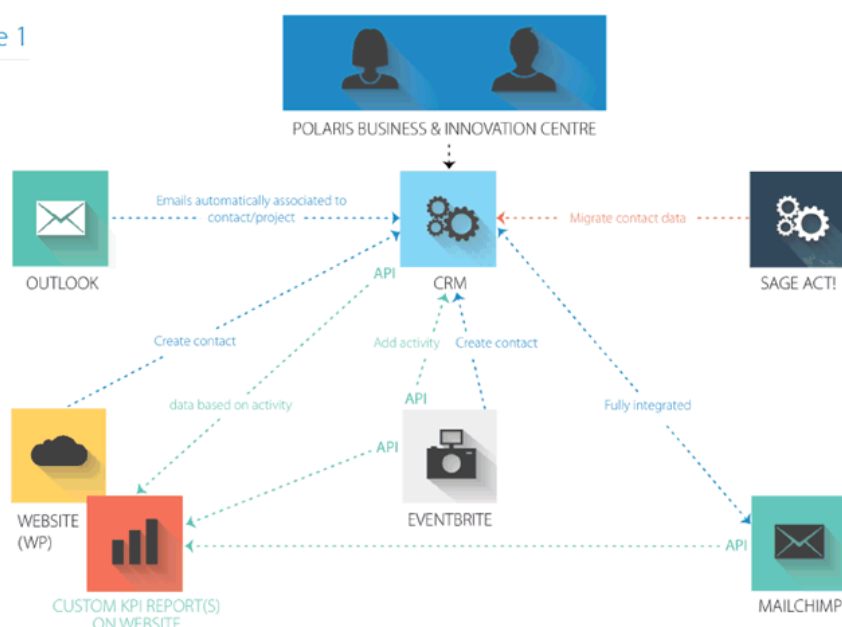 e 1
POLARIS BUSINESS & INNOVATION CENTRE
Emails automatically associated to
contact/project
Migrate contact data
OUTLOOK
API
CRM
SAGE ACT!
Create contact
Add activity
Create contact
data based on activity
API
Fully integrated
API
WEBSITE
(WP)
EVENTBRITE
API
CUSTOM KPI REPORT(S)
ON WEBSITE
MAILCHIMP